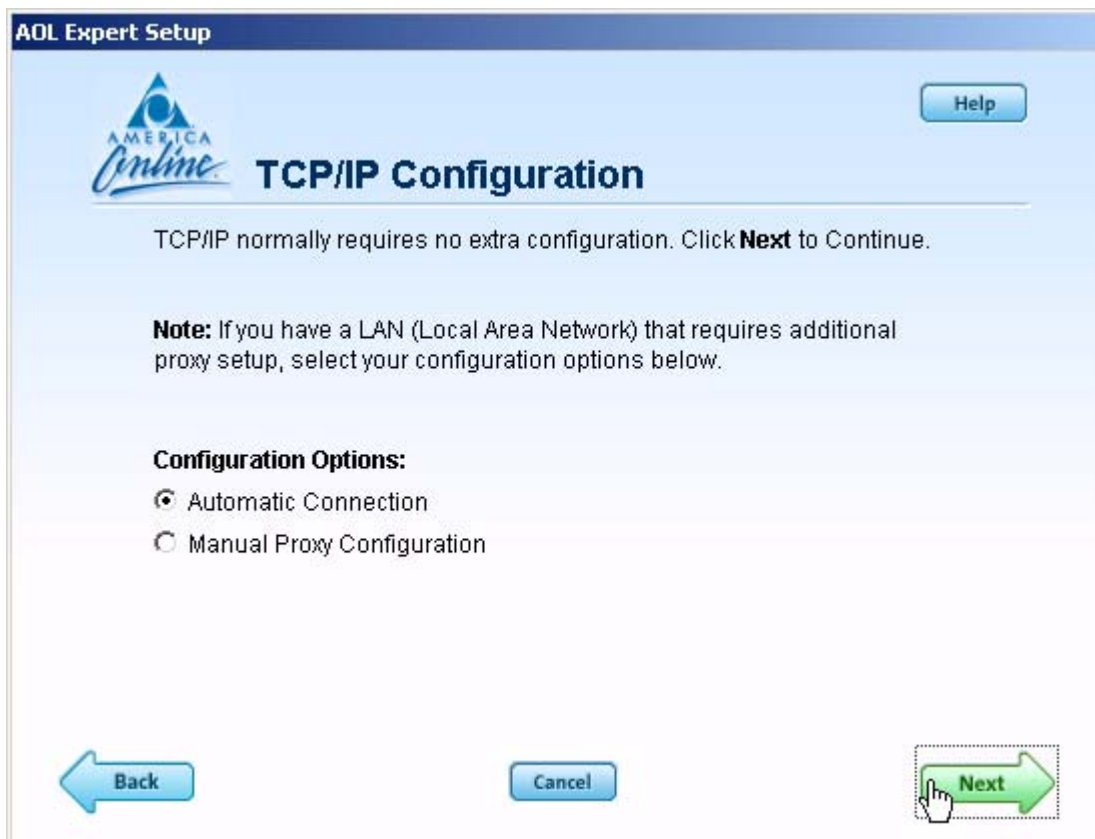 AOL Expert Setup
Help
AMERICA
Online.
TCP/IP Configuration
TCP/IP normally requires no extra configuration. Click Next to Continue.
Note: If you have a LAN (Local Area Network) that requires additional
proxy setup, select your configuration options below.
Configuration Options:
Automatic Connection
Manual Proxy Configuration
Back
Cancel
Next